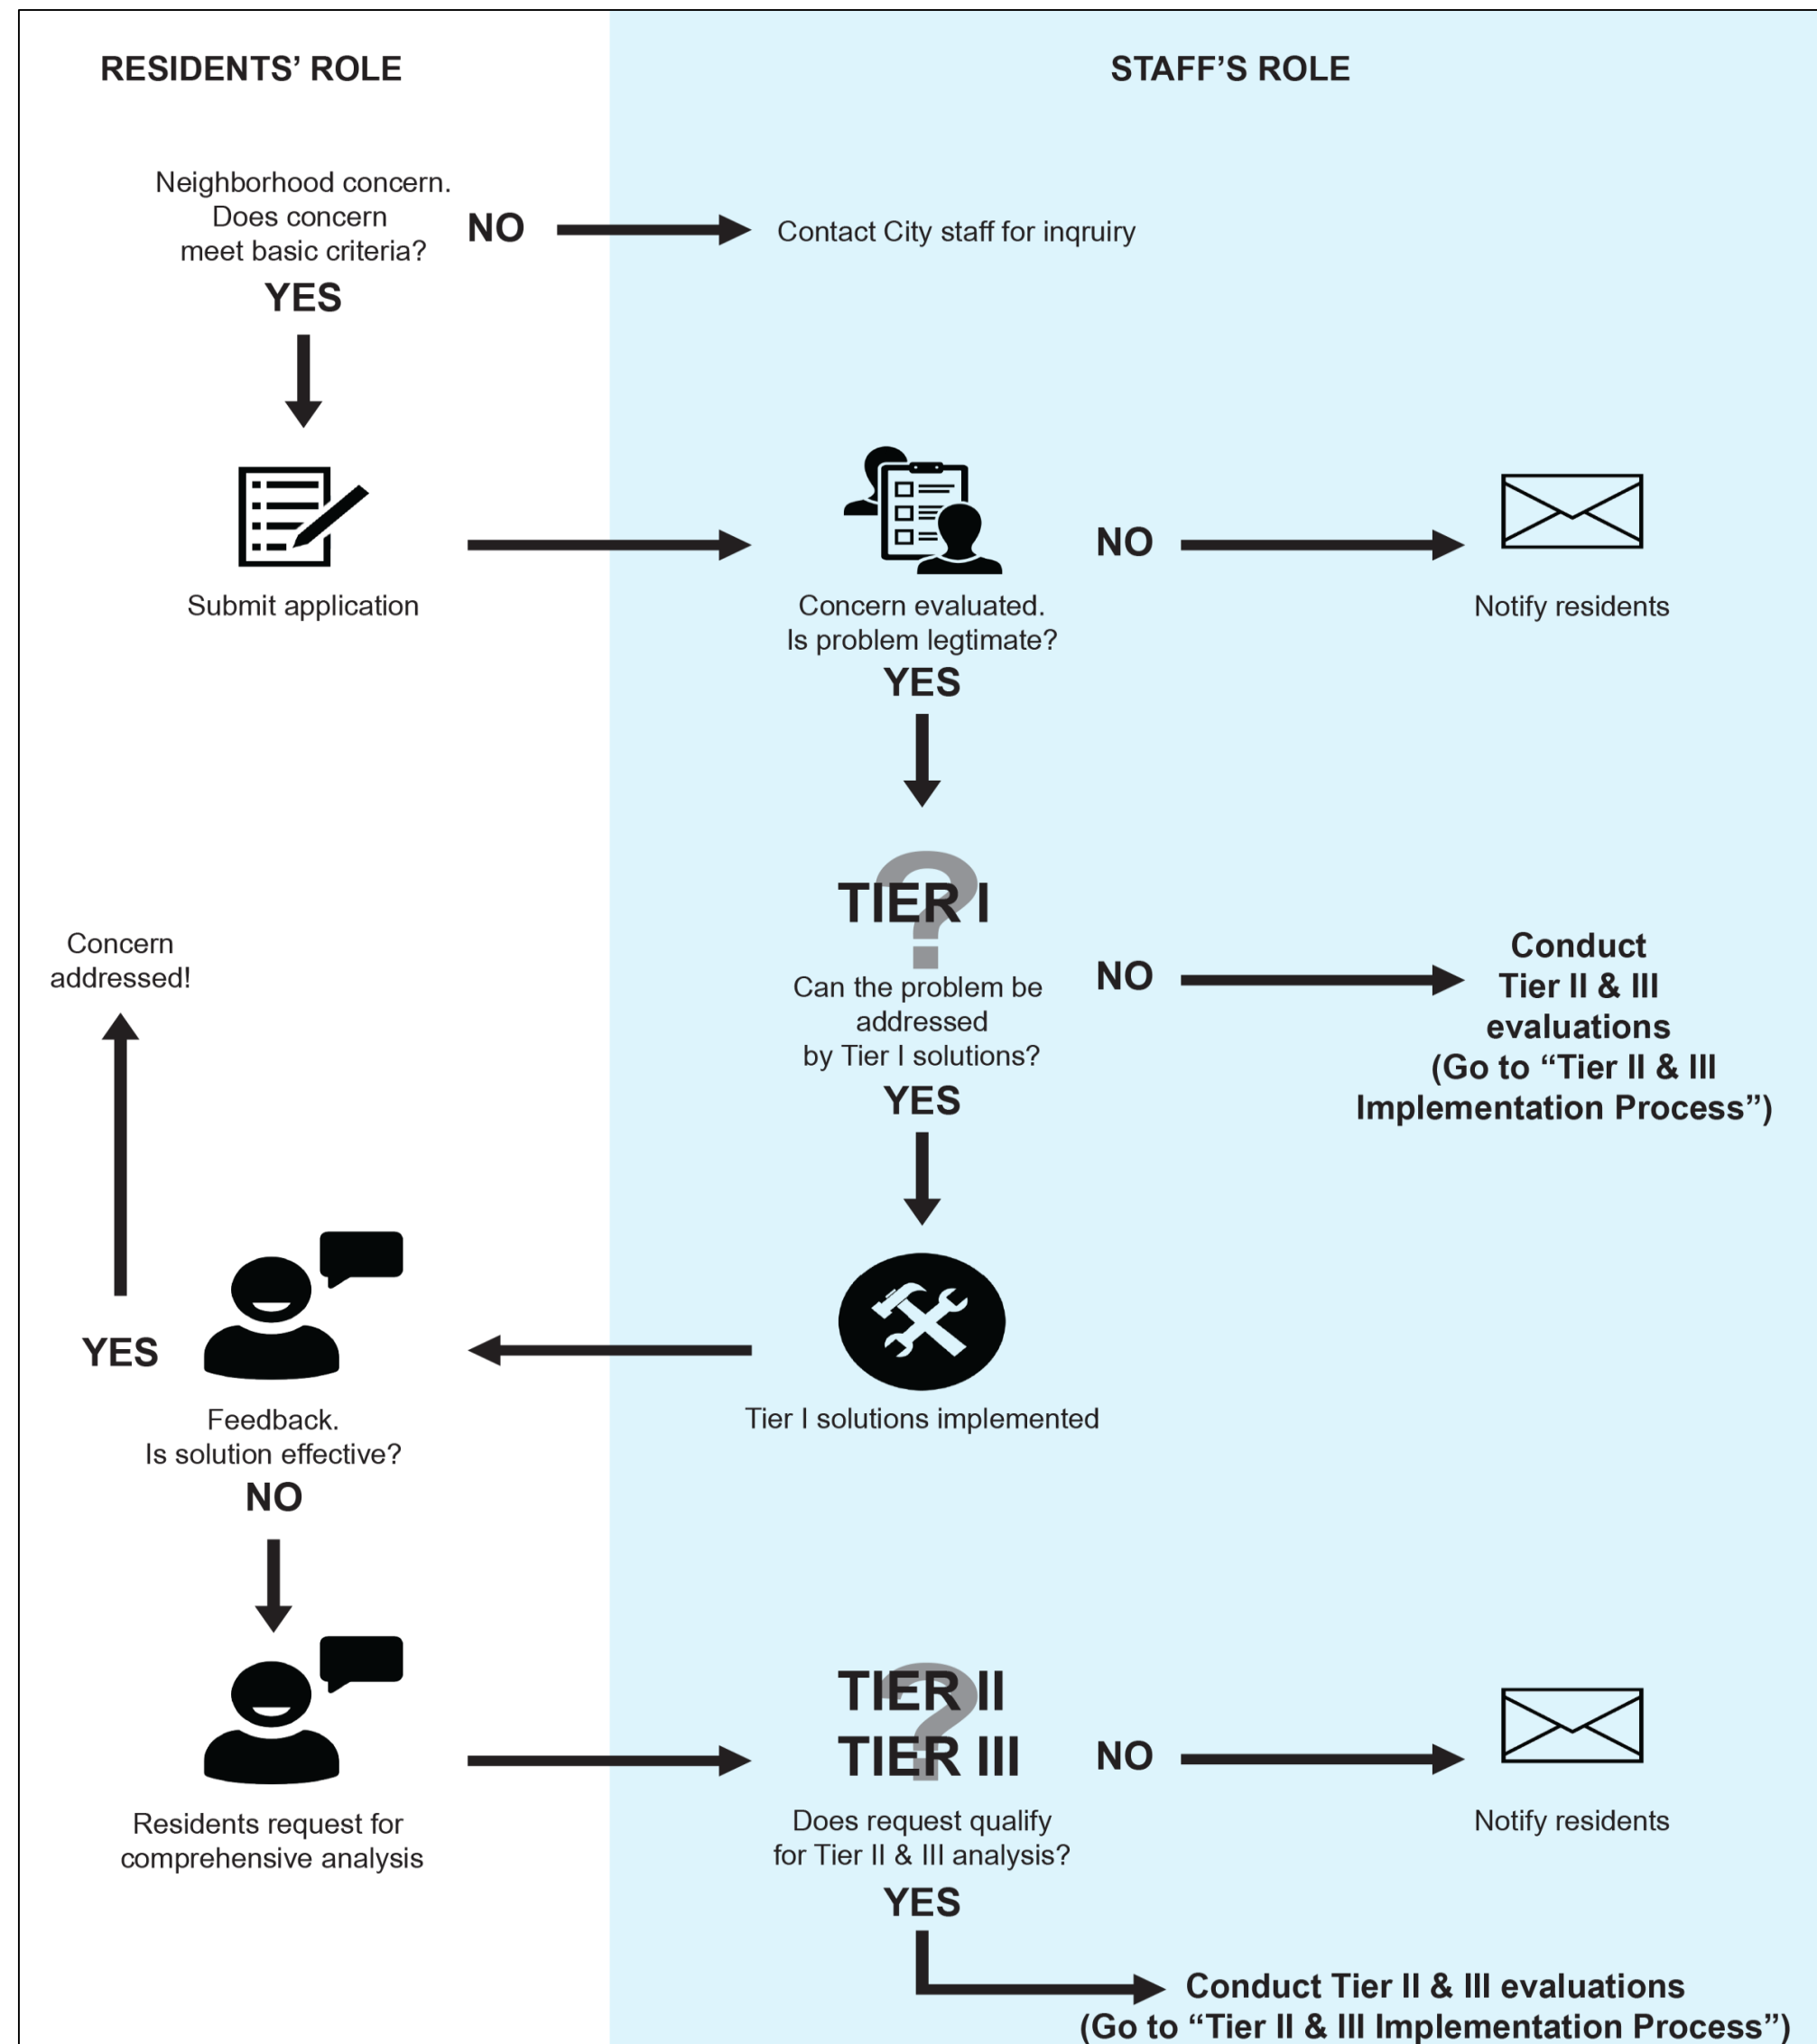 RESIDENTS’ ROLE
STAFF’S ROLE
Neighborhood concern.
Does concern
meet basic criteria?
NO
Contact City staff for inqruiry
YES
Submit application
Concern evaluated.
Is problem legtimate?
NO
Notify residents
YES
TIER I
?
Can the problem be
addressed
by Tier I solutions?
NO
Conduct
Tier II & III
evaluations
(Go to “Tier II & III
Implementation Process”)
YES
Tier I solutions implemented
Concern
addressed!
YES
Feedback.
Is solution effective?
NO
Residents request for
comprehensive analysis
TIER II
TIER III
?
Does request qualify
for Tier II & III analysis?
NO
Notify residents
YES
Conduct Tier II & III evaluations
(Go to “Tier II & III Implementation Process”)